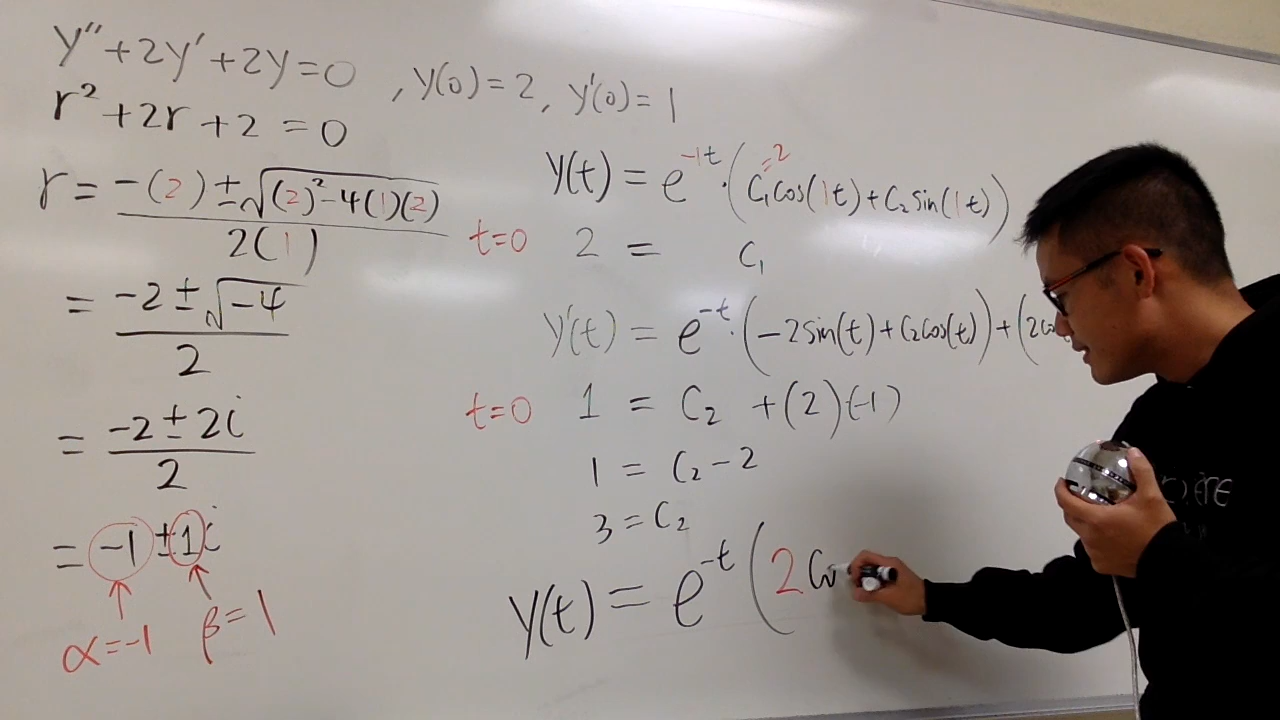 y''+2y'+2y=0 , y(0)=2, y'(0)=1
r²+2r+2=0
r = -(2)±√(2)²-4(1)(2)
2(1)
= -2±√-4
2
= -2±2i
2
= -1±1i
α=-1 β=1
y(t) = e^-1t·(C₁cos(1t)+C₂sin(1t))
=2
t=0 2 = C₁
y'(t) = e^-t·(-2sin(t)+C₂cos(t))+(2co
t=0 1 = C₂ +(2)(-1)
1 = C₂-2
3=C₂
y(t) = e^-t(2co